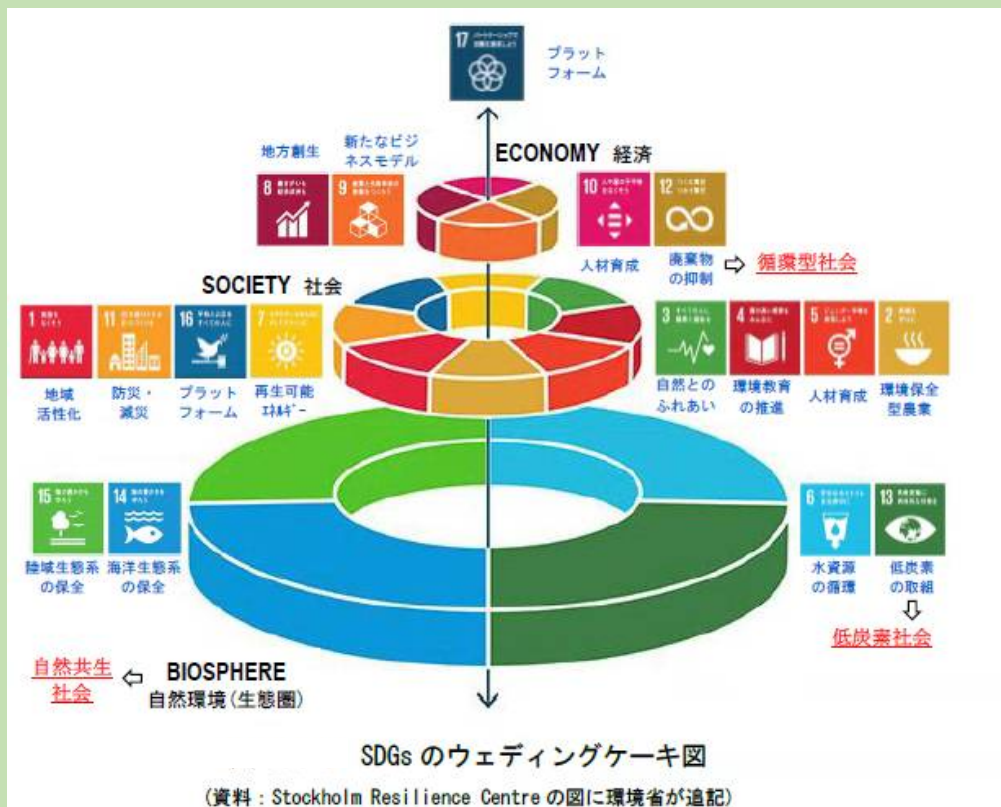 17
プラット
フォーム
ECONOMY 経済
地方創生
新たなビジ
ネスモデル
8
9
10
12
人材育成
廃棄物
の抑制
⇨ 循環型社会
SOCIETY 社会
1
11
16
7
3
4
5
2
地域
活性化
防災・
減災
プラット
フォーム
再生可能
エネルギー
自然との
ふれあい
環境教育
の推進
人材育成
環境保全
型農業
15
14
6
13
陸域生態系
の保全
海洋生態系
の保全
水資源
の循環
低炭素
の取組
低炭素社会
自然共生
社会
BIOSPHERE
自然環境(生態圏)
SDGs のウェディングケーキ図
(資料：Stockholm Resilience Centre の図に環境省が追記)